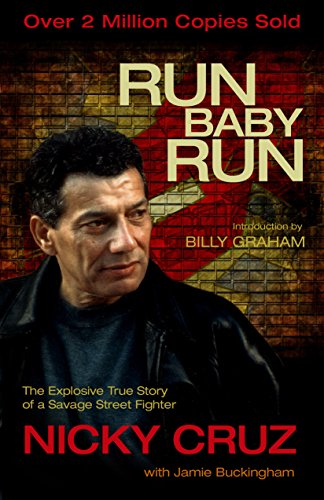 Over 2 Million Copies Sold
RUN
BABY
RUN
Introduction by
BILLY GRAHAM
The Explosive True Story
of a Savage Street Fighter
NICKY CRUZ
with Jamie Buckingham